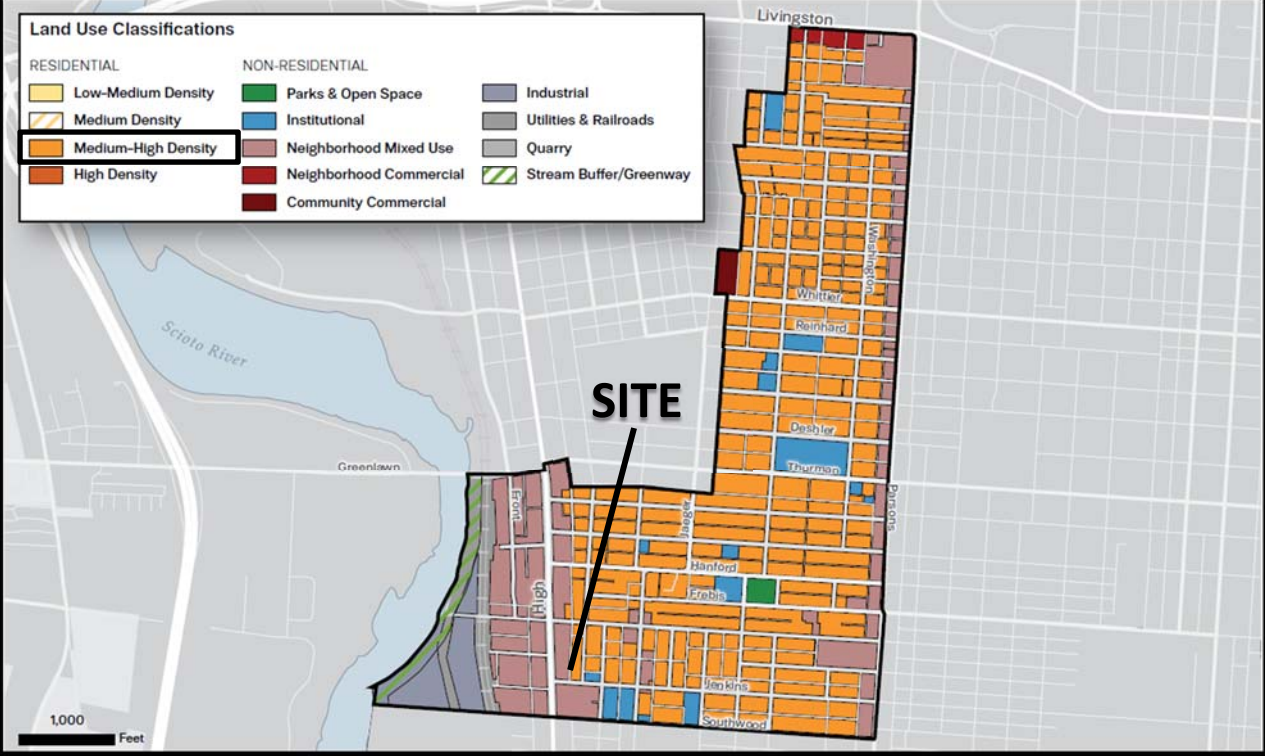 Land Use Classifications
RESIDENTIAL
Low-Medium Density
Medium Density
Medium-High Density
High Density
NON-RESIDENTIAL
Parks & Open Space
Institutional
Neighborhood Mixed Use
Neighborhood Commercial
Community Commercial
Industrial
Utilities & Railroads
Quarry
Stream Buffer/Greenway
Livingston
Washington
Whittier
Reinhard
Scioto River
SITE
Deshler
Thurman
Greenlawn
Front
Jaeger
Parsons
Hanford
Frebis
High
Jenkins
Southwood
1,000
Feet